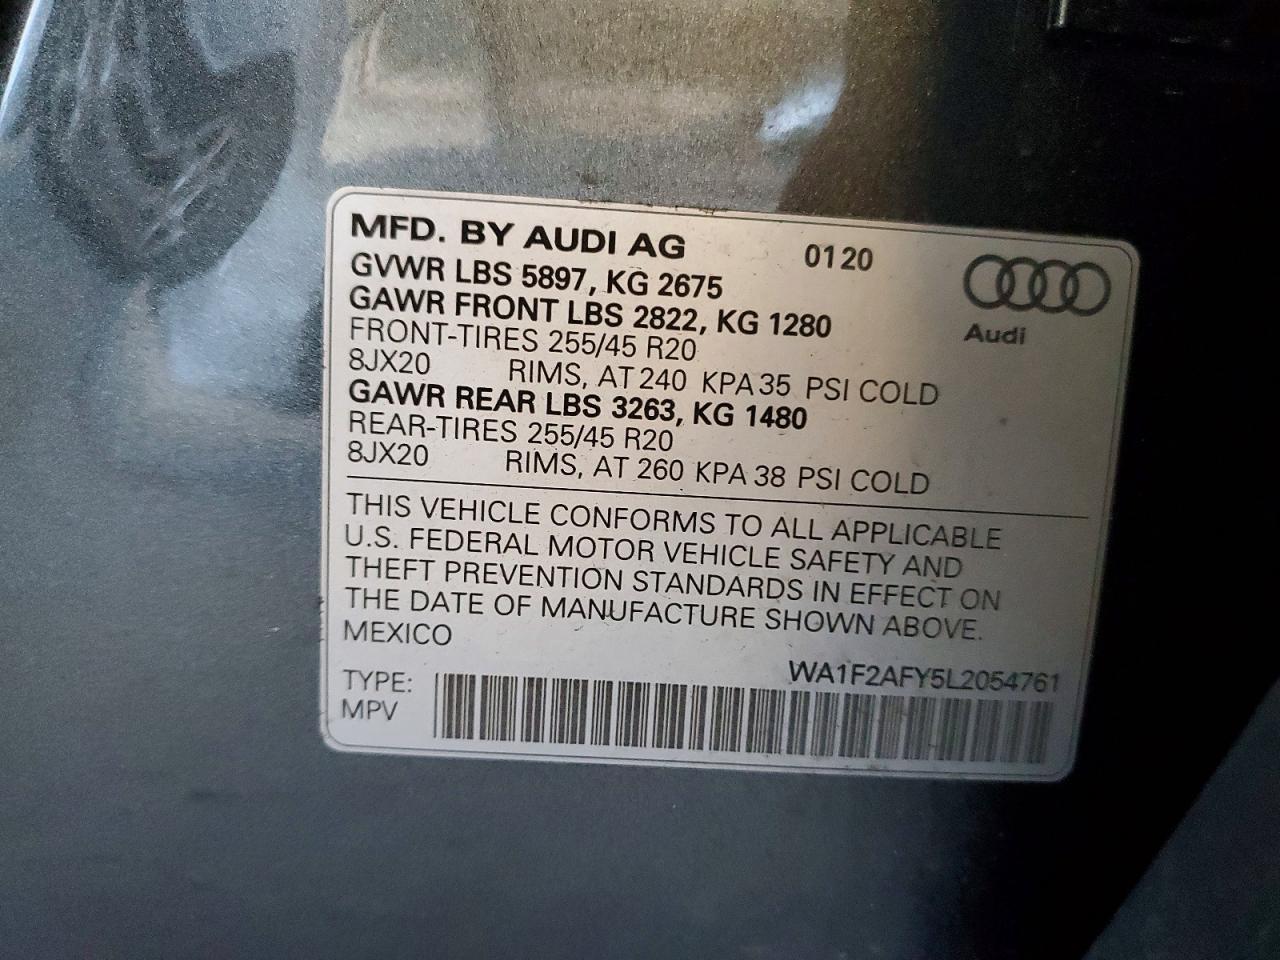 MFD. BY AUDI AG 0120
GVWR LBS 5897, KG 2675
GAWR FRONT LBS 2822, KG 1280
FRONT-TIRES 255/45 R20
8JX20 RIMS, AT 240 KPA 35 PSI COLD
GAWR REAR LBS 3263, KG 1480
REAR-TIRES 255/45 R20
8JX20 RIMS, AT 260 KPA 38 PSI COLD
Audi
THIS VEHICLE CONFORMS TO ALL APPLICABLE
U.S. FEDERAL MOTOR VEHICLE SAFETY AND
THEFT PREVENTION STANDARDS IN EFFECT ON
THE DATE OF MANUFACTURE SHOWN ABOVE.
MEXICO
WA1F2AFY5L2054761
TYPE:
MPV